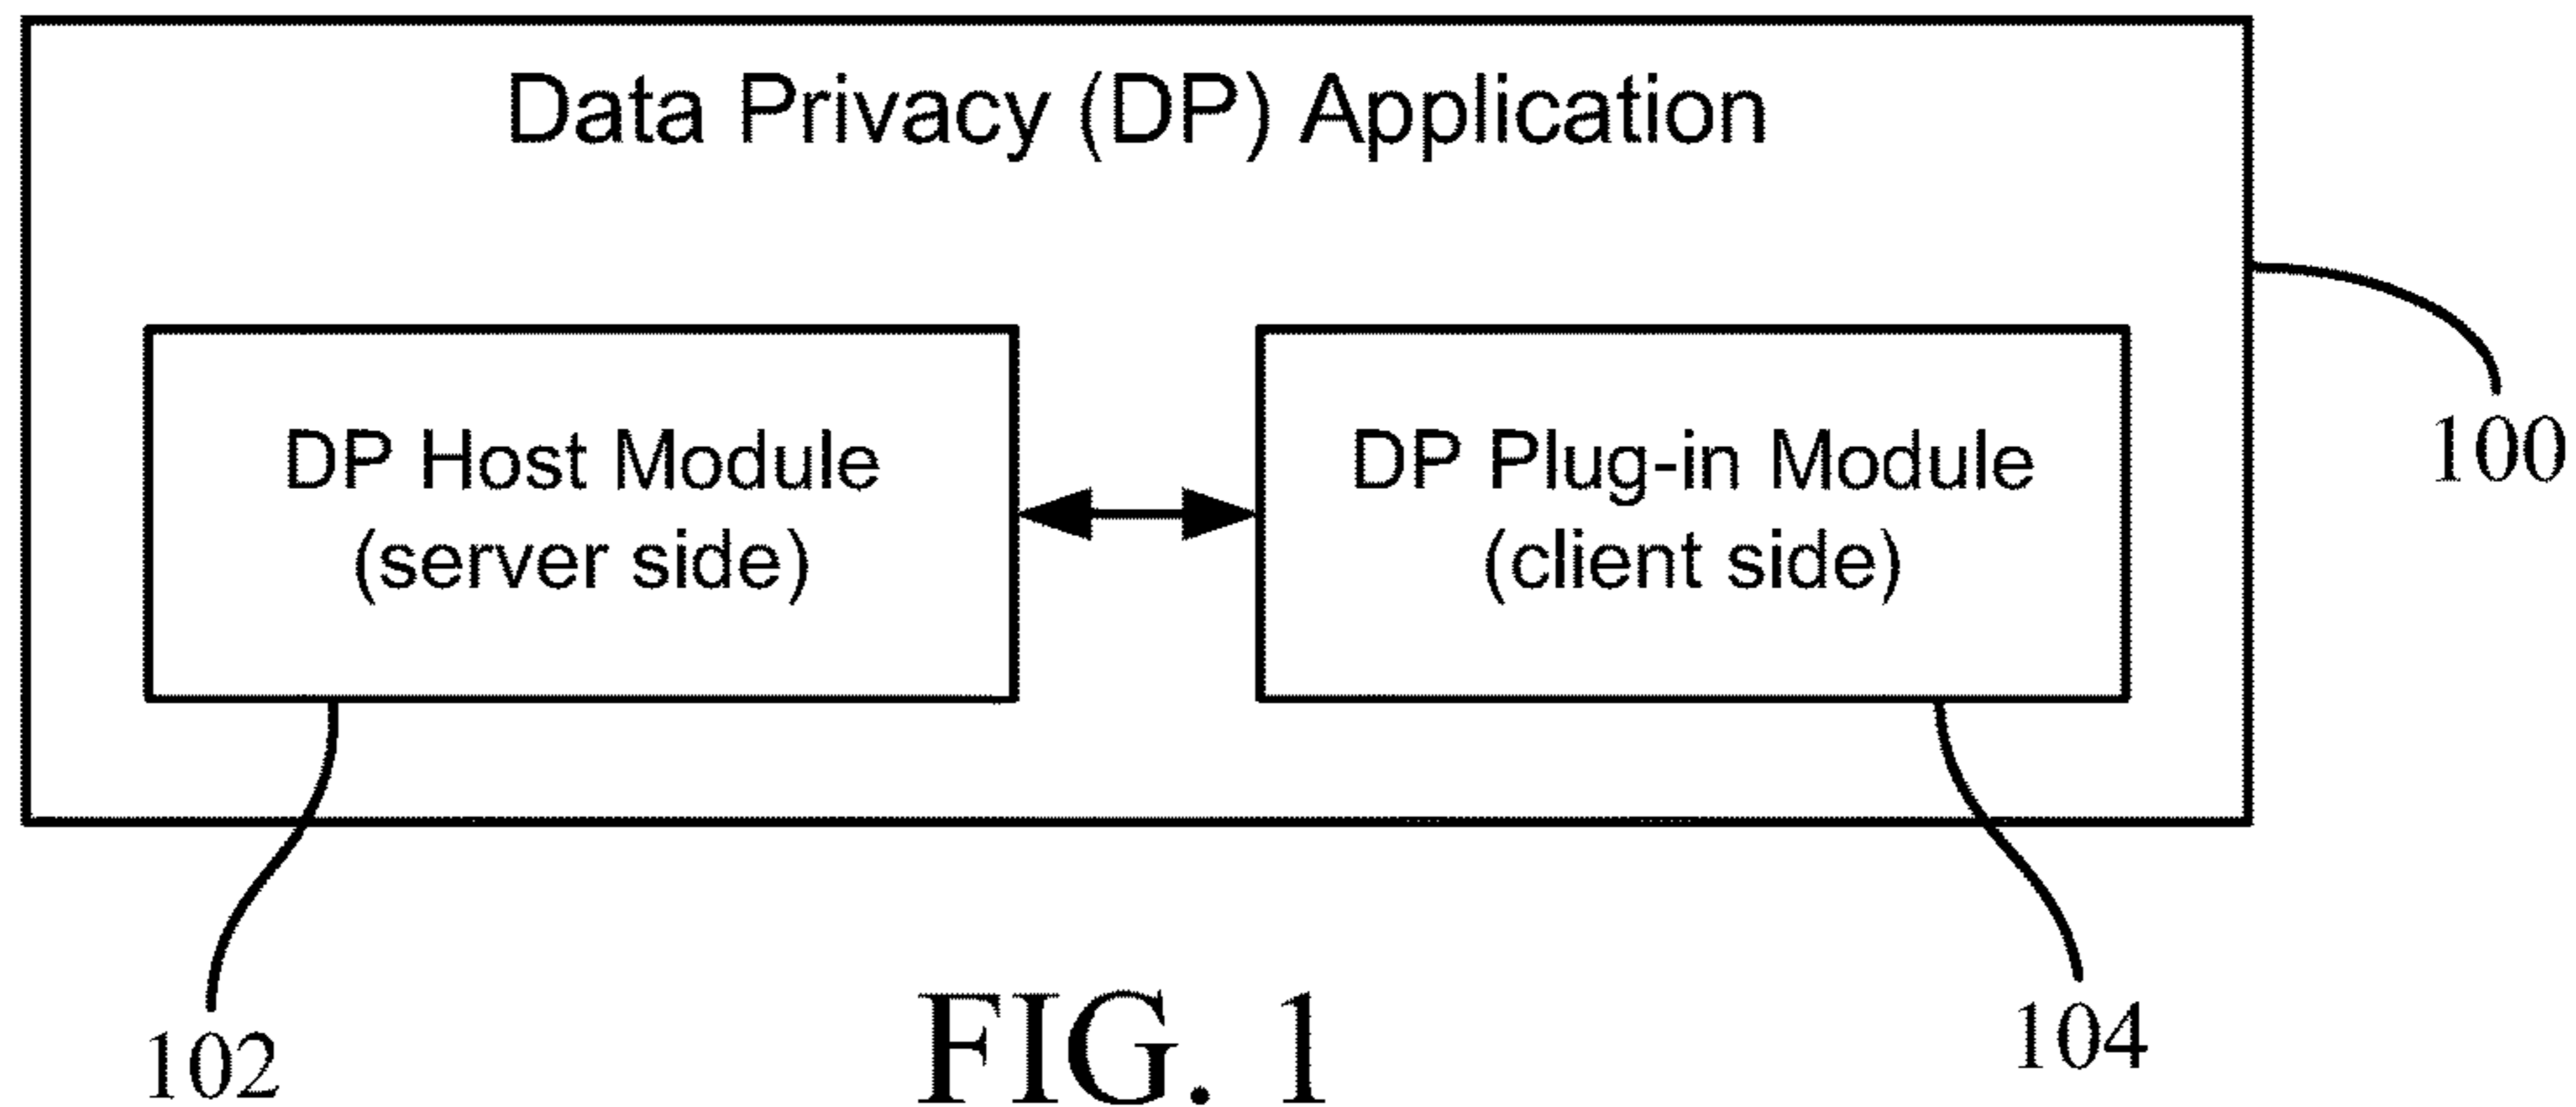 Data Privacy (DP) Application
DP Host Module
(server side)
DP Plug-in Module
(client side)
100
102
104
FIG. 1